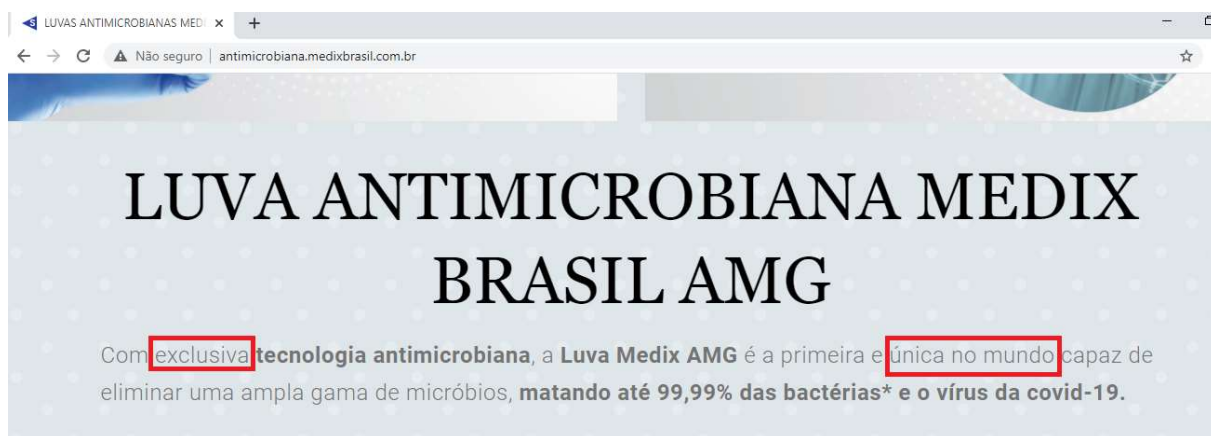 LUVAS ANTIMICROBIANAS MEDI
Não seguro | antimicrobiana.medixbrasil.com.br
LUVA ANTIMICROBIANA MEDIX
BRASIL AMG
Com exclusiva tecnologia antimicrobiana, a Luva Medix AMG é a primeira e única no mundo capaz de
eliminar uma ampla gama de micróbios, matando até 99,99% das bactérias* e o vírus da covid-19.